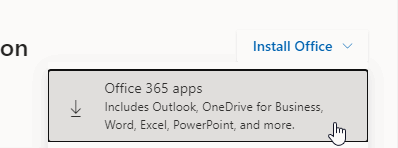 on
Install Office
Office 365 apps
Includes Outlook, OneDrive for Business,
Word, Excel, PowerPoint, and more.